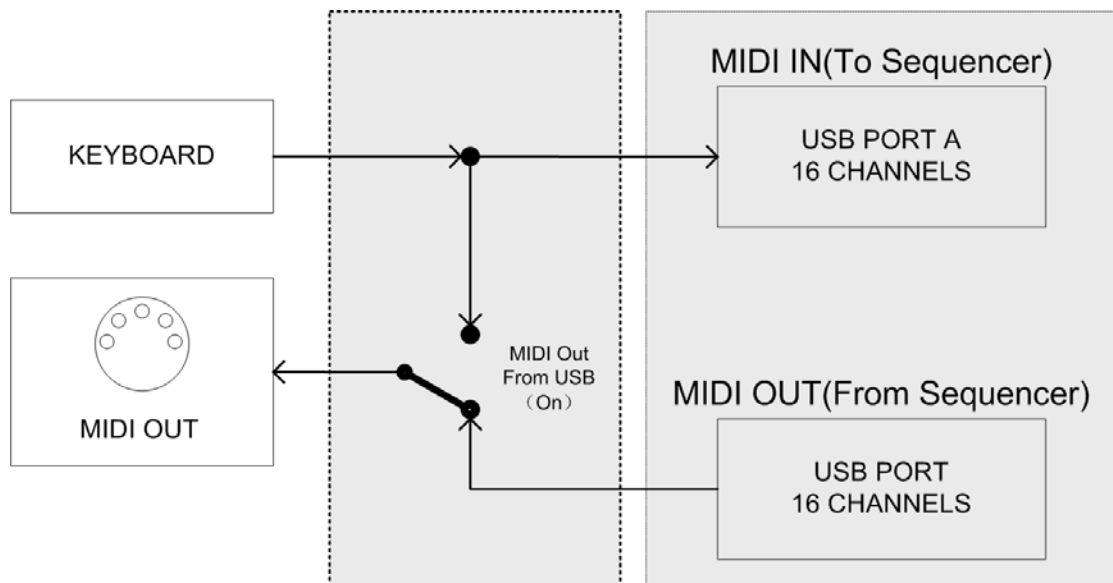 KEYBOARD
MIDI OUT
MIDI Out
From USB
（On）
MIDI IN(To Sequencer)
USB PORT A
16 CHANNELS
MIDI OUT(From Sequencer)
USB PORT
16 CHANNELS